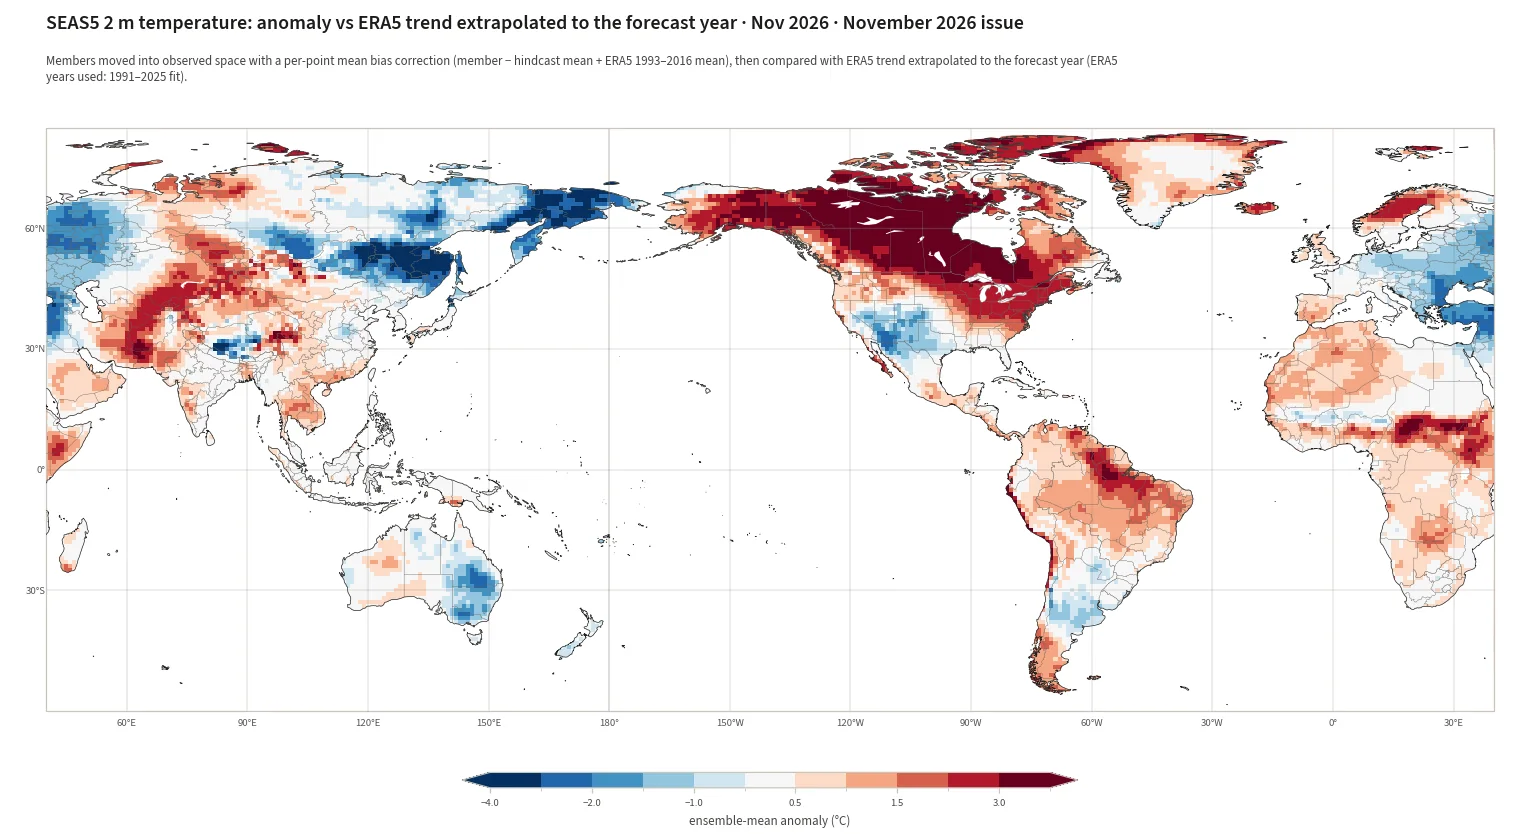 SEAS5 2 m temperature: anomaly vs ERA5 trend extrapolated to the forecast year · Nov 2026 · November 2026 issue
Members moved into observed space with a per-point mean bias correction (member − hindcast mean + ERA5 1993–2016 mean), then compared with ERA5 trend extrapolated to the forecast year (ERA5
years used: 1991–2025 fit).
60°N
30°N
0°
30°S
60°E 90°E 120°E 150°E 180° 150°W 120°W 90°W 60°W 30°W 0° 30°E
−4.0 −2.0 −1.0 0.5 1.5 3.0
ensemble-mean anomaly (°C)